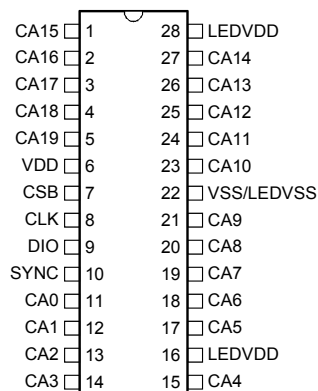 CA15 1 28 LEDVDD
CA16 2 27 CA14
CA17 3 26 CA13
CA18 4 25 CA12
CA19 5 24 CA11
VDD 6 23 CA10
CSB 7 22 VSS/LEDVSS
CLK 8 21 CA9
DIO 9 20 CA8
SYNC 10 19 CA7
CA0 11 18 CA6
CA1 12 17 CA5
CA2 13 16 LEDVDD
CA3 14 15 CA4